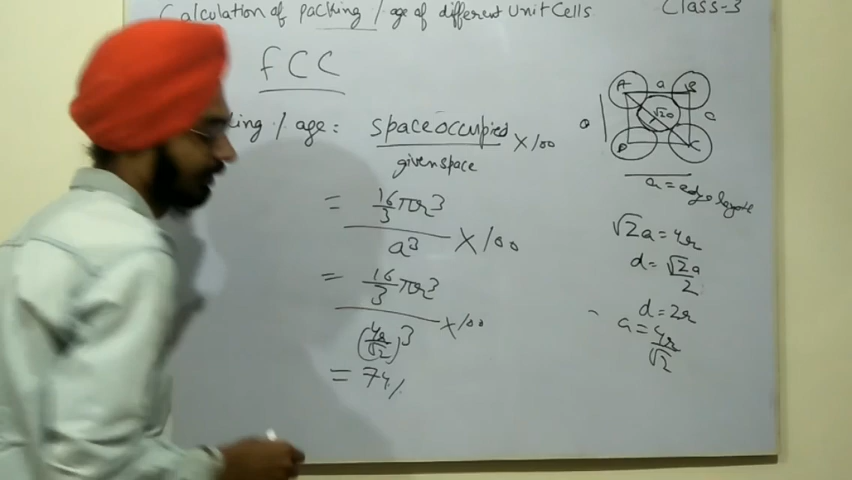 Calculation of packing / age of different Unit Cells
Class-3
FCC
king / age = space occupied × 100
given space
= 16/3 πr³
a³ × 100
= 16/3 πr³
(4r/√2)³ × 100
= 74%
A a B
√2a
a
a
D C
a = edge
√2a = 4r
d = √2a/2
d = 2r
a = 4r/√2